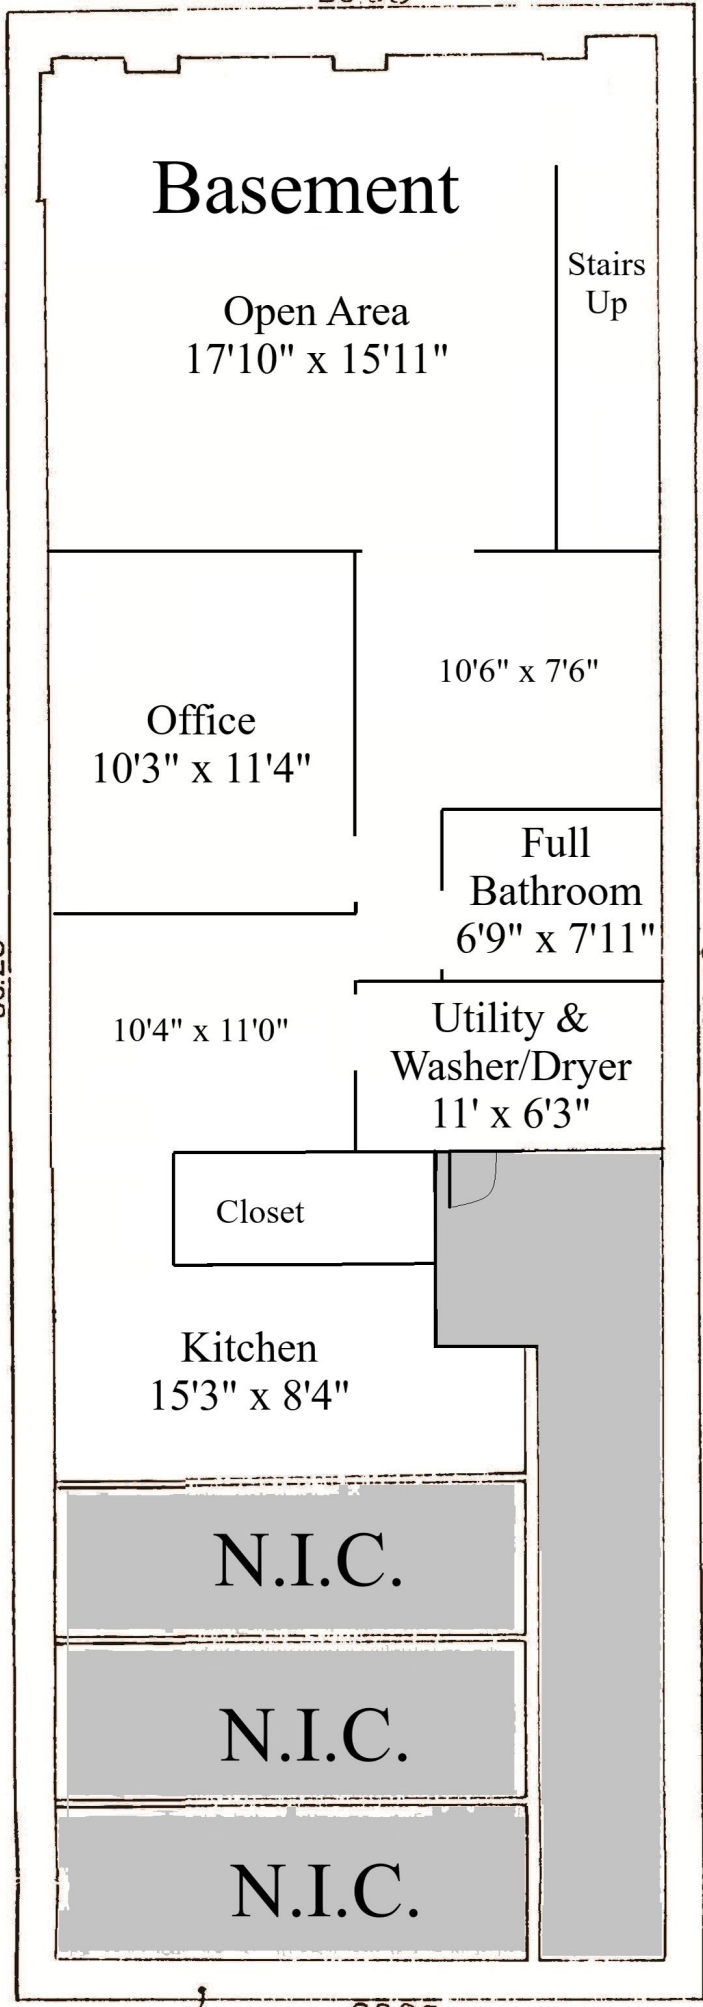 Basement
Stairs
Up
Open Area
17'10" x 15'11"
10'6" x 7'6"
Office
10'3" x 11'4"
Full
Bathroom
6'9" x 7'11"
10'4" x 11'0"
Utility &
Washer/Dryer
11' x 6'3"
Closet
Kitchen
15'3" x 8'4"
N.I.C.
N.I.C.
N.I.C.